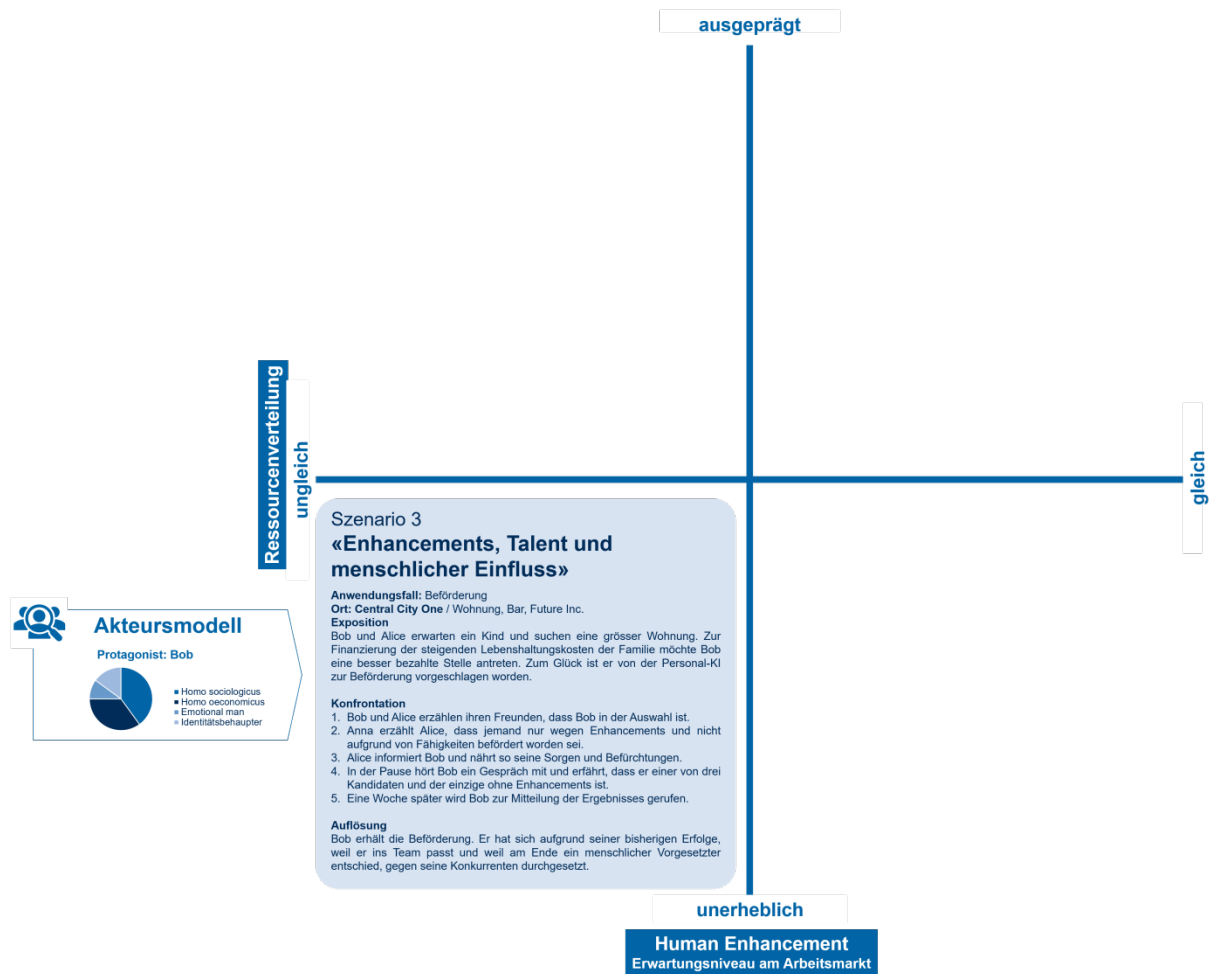 ausgeprägt
Ressourcenverteilung
ungleich
gleich
Szenario 3
«Enhancements, Talent und
menschlicher Einfluss»
Anwendungsfall: Beförderung
Ort: Central City One / Wohnung, Bar, Future Inc.
Exposition
Bob und Alice erwarten ein Kind und suchen eine grösser Wohnung. Zur
Finanzierung der steigenden Lebenshaltungskosten der Familie möchte Bob
eine besser bezahlte Stelle antreten. Zum Glück ist er von der Personal-KI
zur Beförderung vorgeschlagen worden.
Konfrontation
1. Bob und Alice erzählen ihren Freunden, dass Bob in der Auswahl ist.
2. Anna erzählt Alice, dass jemand nur wegen Enhancements und nicht
aufgrund von Fähigkeiten befördert worden sei.
3. Alice informiert Bob und nährt so seine Sorgen und Befürchtungen.
4. In der Pause hört Bob ein Gespräch mit und erfährt, dass er einer von drei
Kandidaten und der einzige ohne Enhancements ist.
5. Eine Woche später wird Bob zur Mitteilung der Ergebnisses gerufen.
Auflösung
Bob erhält die Beförderung. Er hat sich aufgrund seiner bisherigen Erfolge,
weil er ins Team passt und weil am Ende ein menschlicher Vorgesetzter
entschied, gegen seine Konkurrenten durchgesetzt.
Akteursmodell
Protagonist: Bob
Homo sociologicus
Homo oeconomicus
Emotional man
Identitätsbehaupter
unerheblich
Human Enhancement
Erwartungsniveau am Arbeitsmarkt